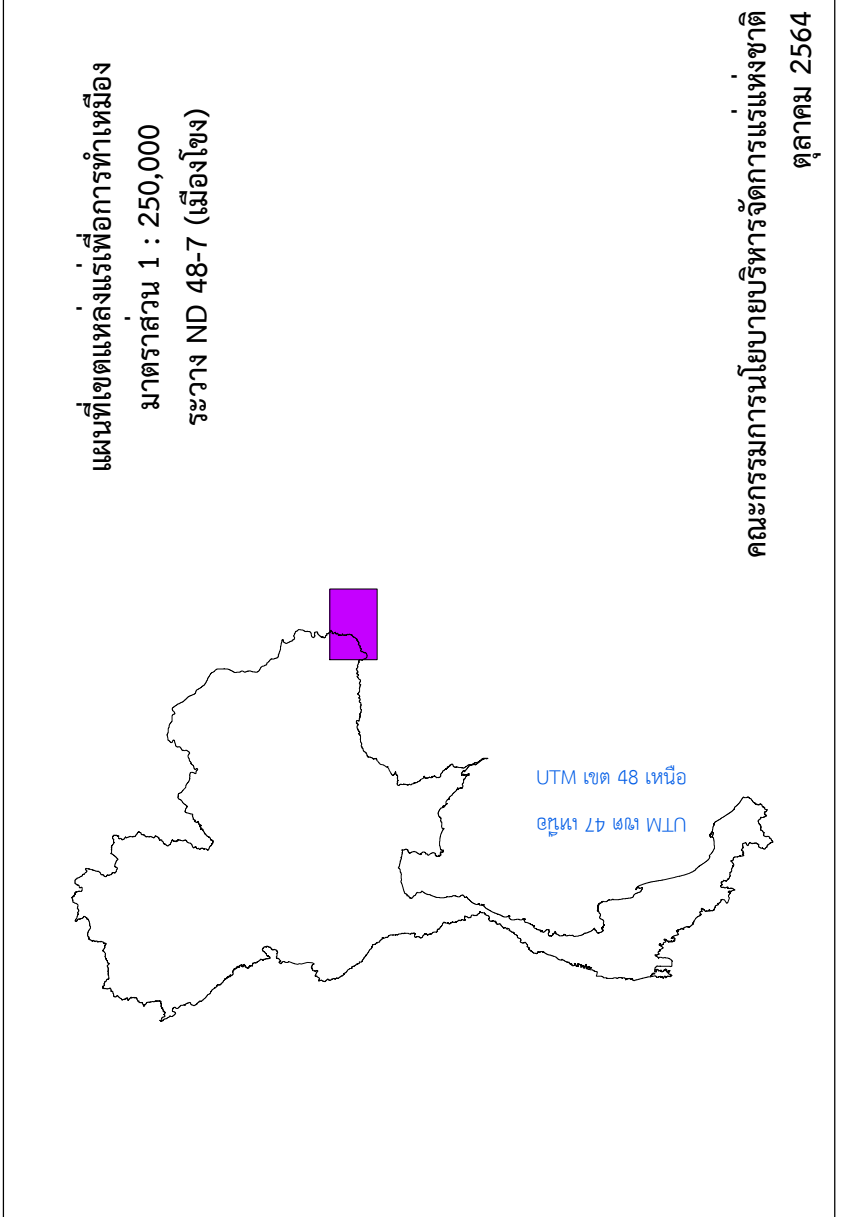 แผนที่เขตแหล่งแร่เพื่อการทำเหมือง
มาตราส่วน 1 : 250,000
ระวาง ND 48-7 (เมืองโขง)
UTM เขต 48 เหนือ
UTM เขต 47 เหนือ
คณะกรรมการนโยบายบริหารจัดการแร่แห่งชาติ
ตุลาคม 2564